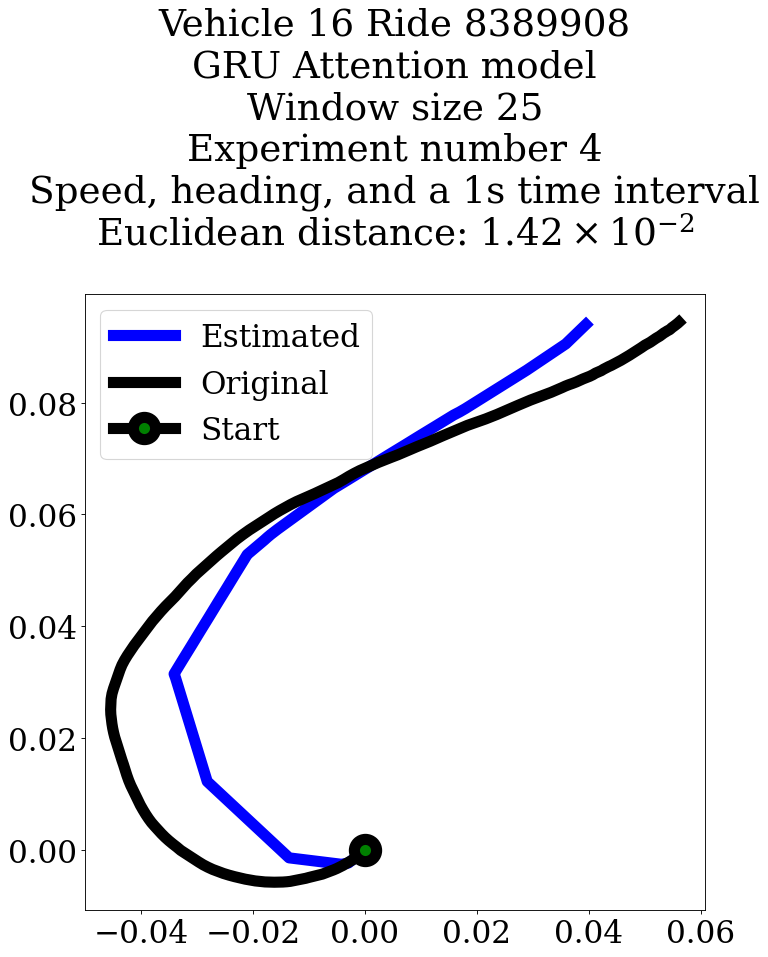 Vehicle 16 Ride 8389908
GRU Attention model
Window size 25
Experiment number 4
Speed, heading, and a 1s time interval
Euclidean distance: 1.42 × 10⁻²
Estimated
Original
Start
0.08
0.06
0.04
0.02
0.00
−0.04 −0.02 0.00 0.02 0.04 0.06